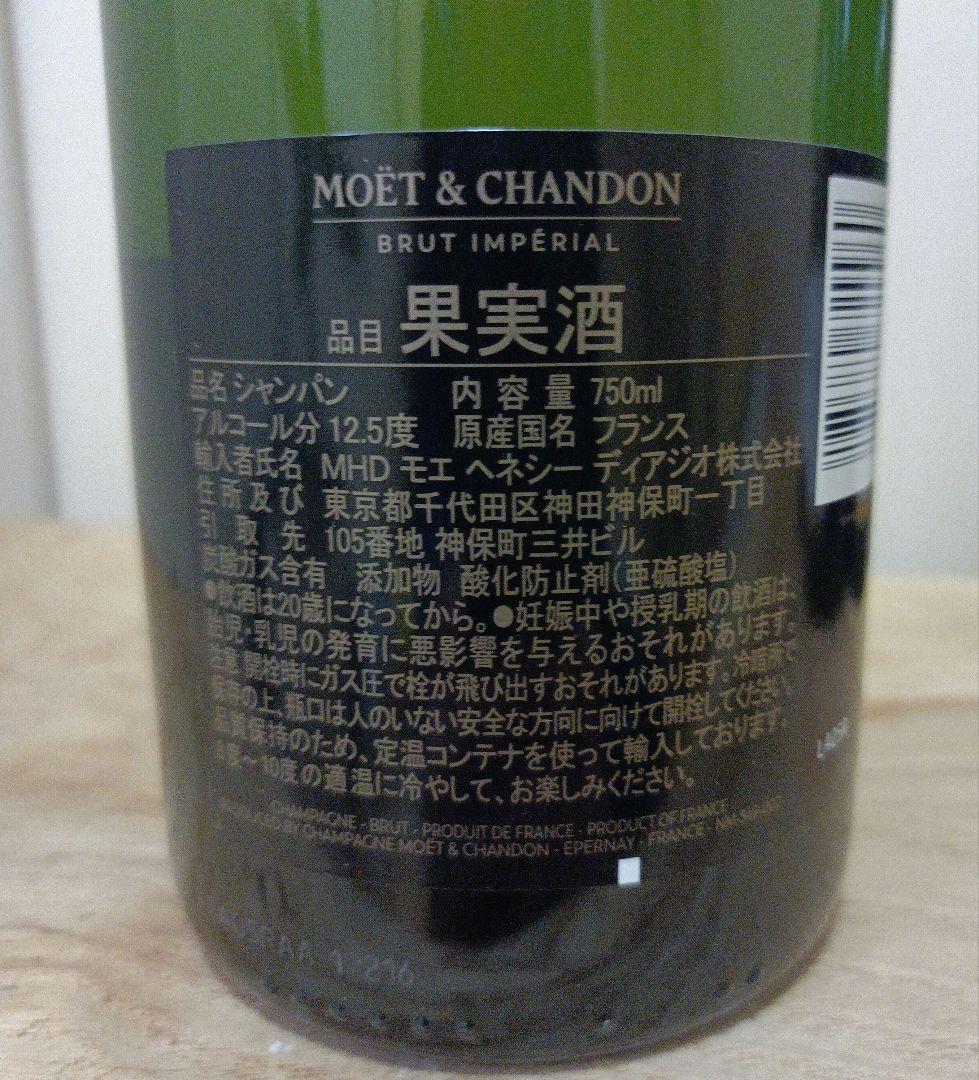 MOËT & CHANDON
BRUT IMPÉRIAL
品目 果実酒
品名 シャンパン 内容量 750ml
アルコール分 12.5度 原産国名 フランス
輸入者氏名 MHD モエ ヘネシー ディアジオ株式会社
住所及び 東京都千代田区神田神保町一丁目
引取先 105番地 神保町三井ビル
炭酸ガス含有 添加物 酸化防止剤(亜硫酸塩)
●飲酒は20歳になってから。●妊娠中や授乳期の飲酒は、
胎児・乳児の発育に悪影響を与えるおそれがあります。
注意 開栓時にガス圧で栓が飛び出すおそれがあります。冷暗所で
保存の上、瓶口は人のいない安全な方向に向けて開栓してください。
品質保持のため、定温コンテナを使って輸入しております。
度〜10度の適温に冷やして、お楽しみください。
CHAMPAGNE - BRUT - PRODUIT DE FRANCE - PRODUCT OF FRANCE
PRODUCED BY CHAMPAGNE MOËT & CHANDON - EPERNAY - FRANCE -